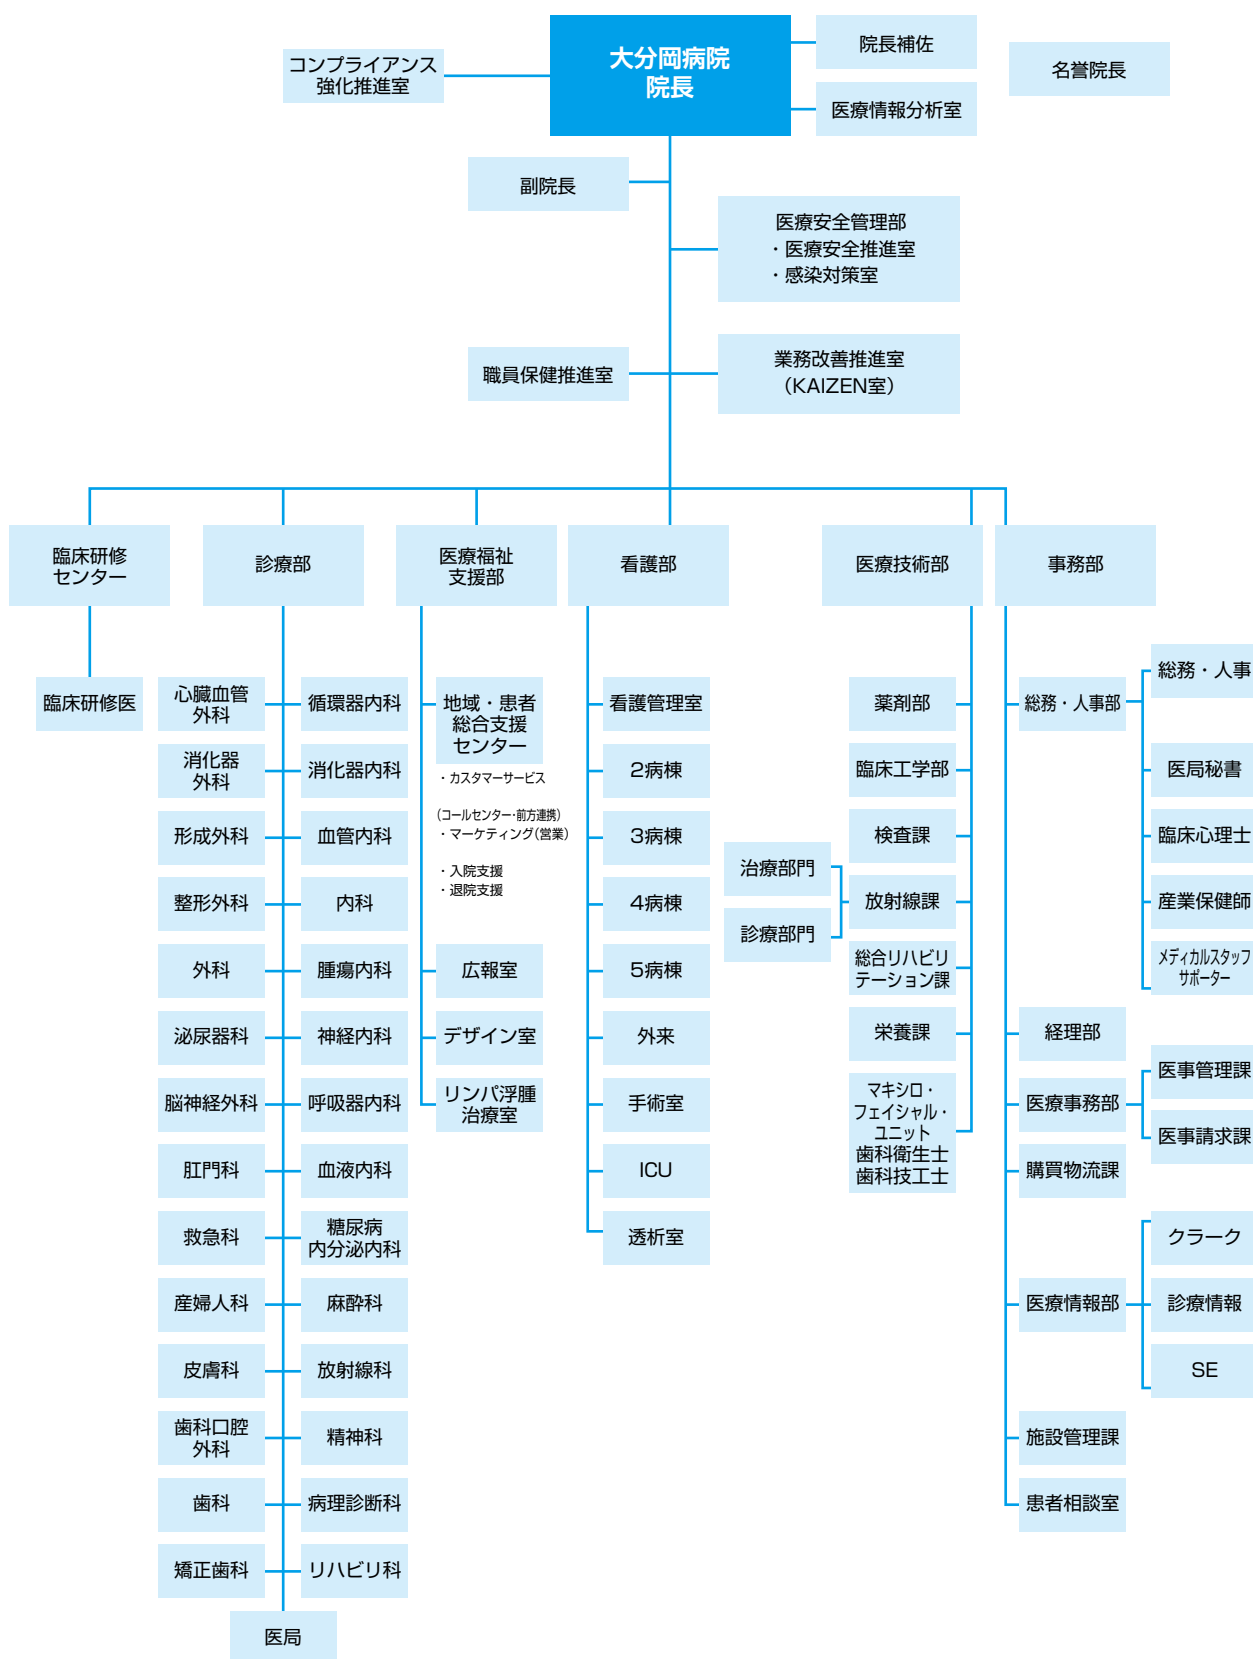 大分岡病院
院長
コンプライアンス
強化推進室
院長補佐
医療情報分析室
名誉院長
副院長
医療安全管理部
・医療安全推進室
・感染対策室
職員保健推進室
業務改善推進室
（KAIZEN室）
臨床研修
センター
診療部
医療福祉
支援部
看護部
医療技術部
事務部
臨床研修医
心臓血管
外科
循環器内科
消化器
外科
消化器内科
形成外科
血管内科
整形外科
内科
外科
腫瘍内科
泌尿器科
神経内科
脳神経外科
呼吸器内科
肛門科
血液内科
救急科
糖尿病
内分泌内科
産婦人科
麻酔科
皮膚科
放射線科
歯科口腔
外科
精神科
歯科
病理診断科
矯正歯科
リハビリ科
医局
地域・患者
総合支援
センター
・カスタマーサービス
（コールセンター・前方連携）
・マーケティング（営業）
・入院支援
・退院支援
広報室
デザイン室
リンパ浮腫
治療室
看護管理室
2病棟
3病棟
4病棟
5病棟
外来
手術室
ICU
透析室
薬剤部
臨床工学部
検査課
治療部門
診療部門
放射線課
総合リハビリ
テーション課
栄養課
マキシロ・
フェイシャル・
ユニット
歯科衛生士
歯科技工士
総務・人事部
総務・人事
医局秘書
臨床心理士
産業保健師
メディカルスタッフ
サポーター
経理部
医療事務部
医事管理課
医事請求課
購買物流課
医療情報部
クラーク
診療情報
SE
施設管理課
患者相談室